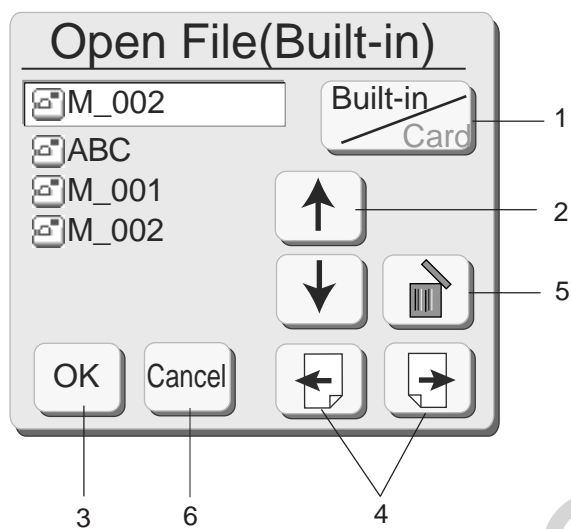 Open File(Built-in)
M_002
Built-in
Card
1
ABC
M_001
M_002
2
5
OK
Cancel
3
6
4